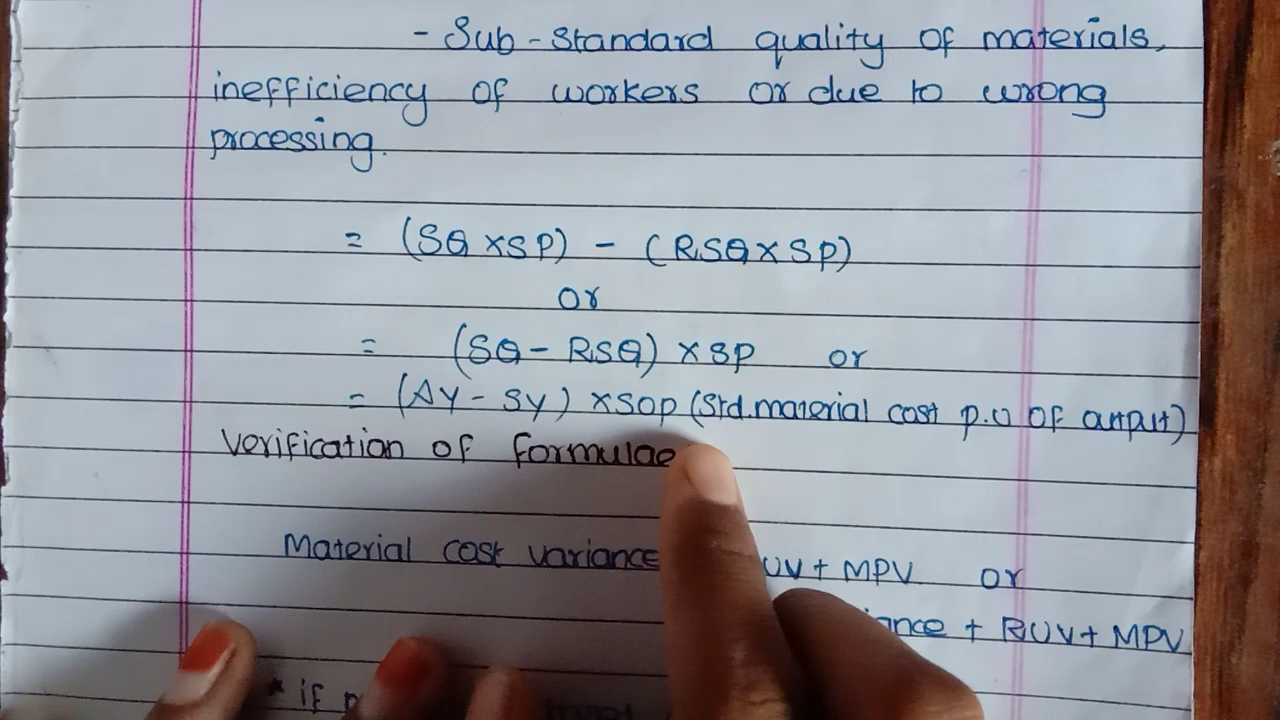 - Sub-Standard quality of materials,
inefficiency of workers or due to wrong
processing.
= (SQ × SP) - (RSQ × SP)
or
= (SQ - RSQ) × SP or
= (AY - SY) × SOP (Std.material cost p.u of output)
Verification of formulae
Material cost variance UV + MPV or
+ RUV + MPV
* if